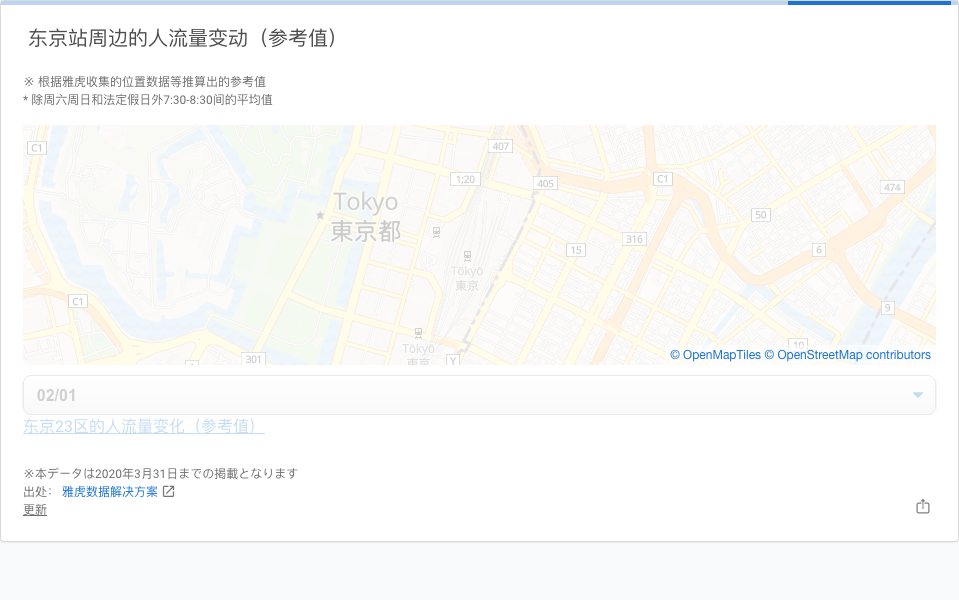 东京站周边的人流量变动（参考值）
※ 根据雅虎收集的位置数据等推算出的参考值
* 除周六周日和法定假日外7:30-8:30间的平均值
C1
407
1;20
405
C1
474
Tokyo
東京都
50
316
15
6
Tōkyō
東京
C1
9
10
Tōkyō
東京
301
Y
© OpenMapTiles © OpenStreetMap contributors
02/01
东京23区的人流量变化（参考值）
※本データは2020年3月31日までの掲載となります
出处： 雅虎数据解决方案
更新